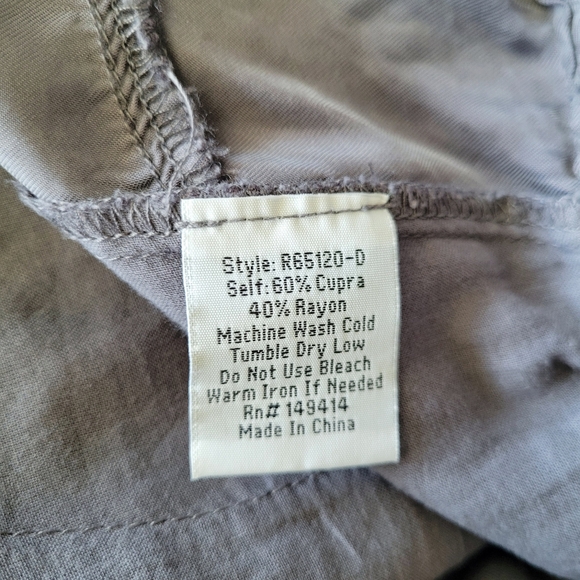 Style: R65120-D
Self: 60% Cupra
40% Rayon
Machine Wash Cold
Tumble Dry Low
Do Not Use Bleach
Warm Iron If Needed
Rn# 149414
Made In China